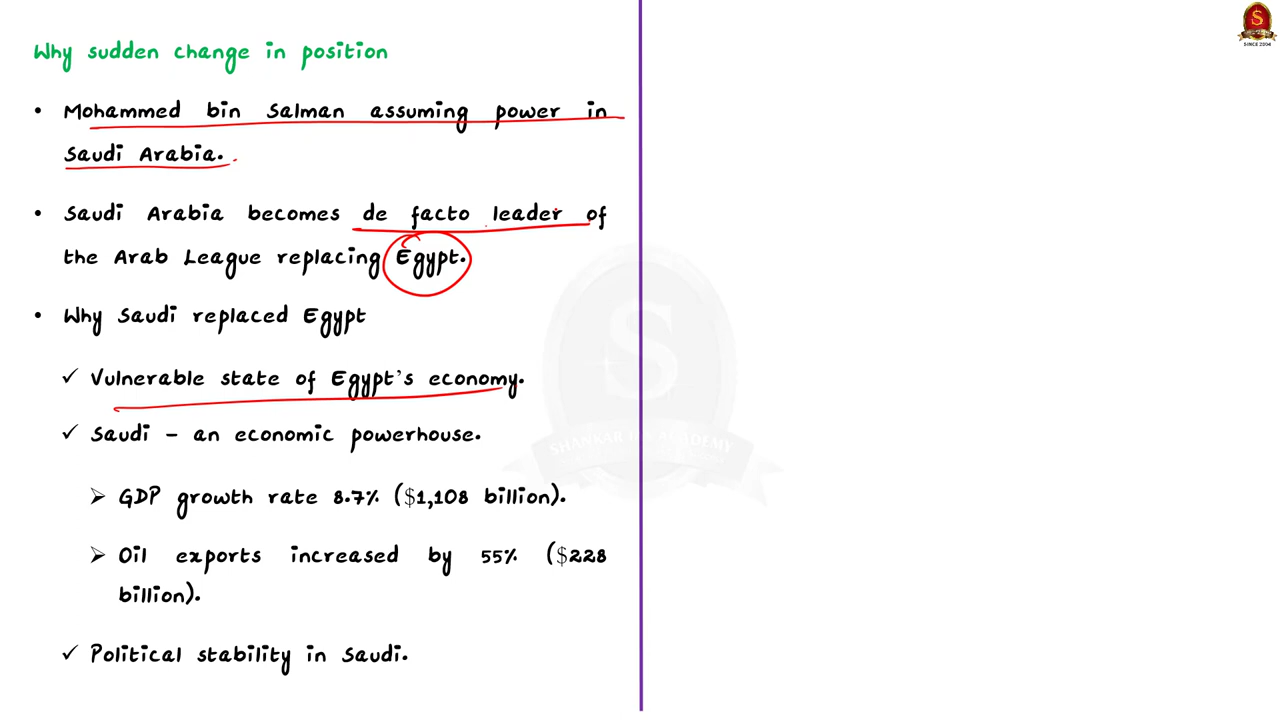 Why sudden change in position
• Mohammed bin Salman assuming power in
Saudi Arabia.
• Saudi Arabia becomes de facto leader of
the Arab League replacing Egypt.
• Why Saudi replaced Egypt
✓ Vulnerable state of Egypt's economy.
✓ Saudi – an economic powerhouse.
➢ GDP growth rate 8.7% ($1,108 billion).
➢ Oil exports increased by 55% ($228
billion).
✓ Political stability in Saudi.
S
SINCE 2004